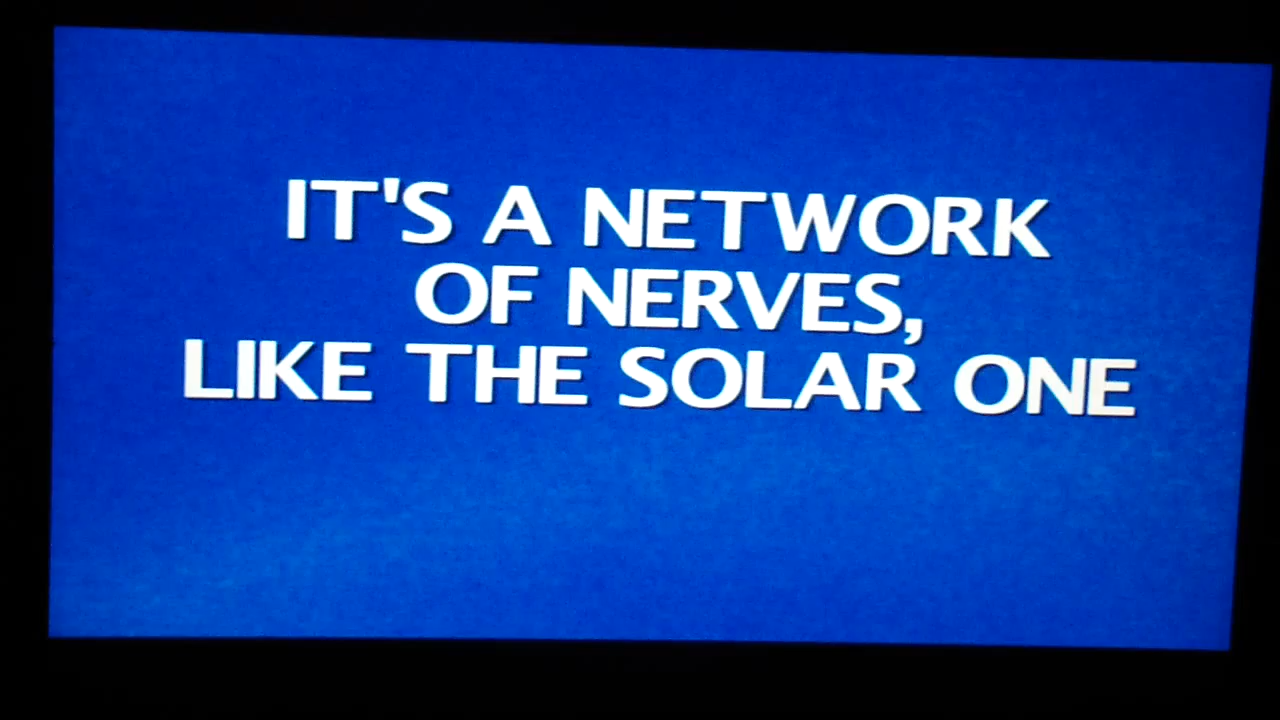 IT'S A NETWORK
OF NERVES,
LIKE THE SOLAR ONE